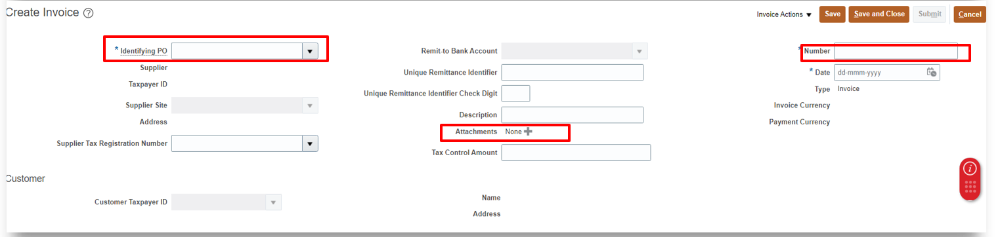 Create Invoice ?
Invoice Actions Save Save and Close Submit Cancel
* Identifying PO
Supplier
Taxpayer ID
Supplier Site
Address
Supplier Tax Registration Number
Remit-to Bank Account
Unique Remittance Identifier
Unique Remittance Identifier Check Digit
Description
Attachments None
Tax Control Amount
* Number
* Date dd-mmm-yyyy
Type Invoice
Invoice Currency
Payment Currency
Customer
Customer Taxpayer ID
Name
Address
i